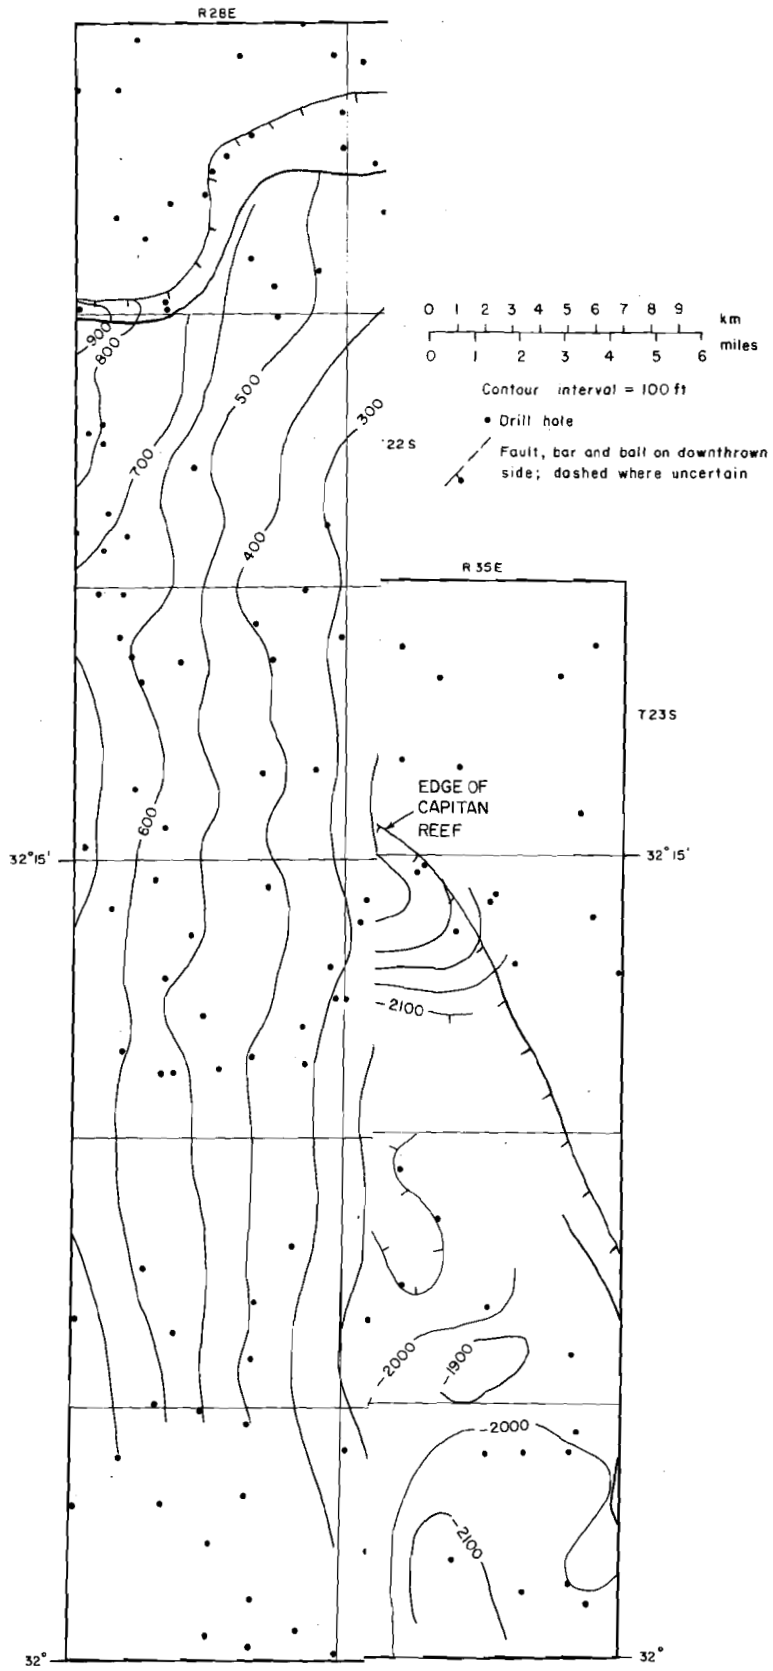 R28E
0 1 2 3 4 5 6 7 8 9
km
miles
0 1 2 3 4 5 6
Contour interval = 100 ft
Drill hole
Fault, bar and ball on downthrown
side; dashed where uncertain
900
800
500
300
'22 S
700
400
R 35E
T23S
EDGE OF
CAPITAN
REEF
600
32°15'
32°15'
-2100
-2000
-1900
-2000
-2100
32°
32°